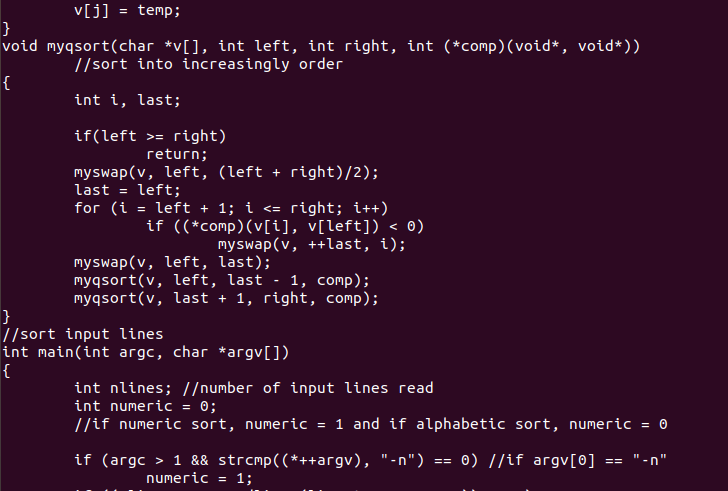 v[j] = temp;
}
void myqsort(char *v[], int left, int right, int (*comp)(void*, void*))
//sort into increasingly order
{
int i, last;
if(left >= right)
return;
myswap(v, left, (left + right)/2);
last = left;
for (i = left + 1; i <= right; i++)
if ((*comp)(v[i], v[left]) < 0)
myswap(v, ++last, i);
myswap(v, left, last);
myqsort(v, left, last - 1, comp);
myqsort(v, last + 1, right, comp);
}
//sort input lines
int main(int argc, char *argv[])
{
int nlines; //number of input lines read
int numeric = 0;
//if numeric sort, numeric = 1 and if alphabetic sort, numeric = 0
if (argc > 1 && strcmp((*++argv), "-n") == 0) //if argv[0] == "-n"
numeric = 1;